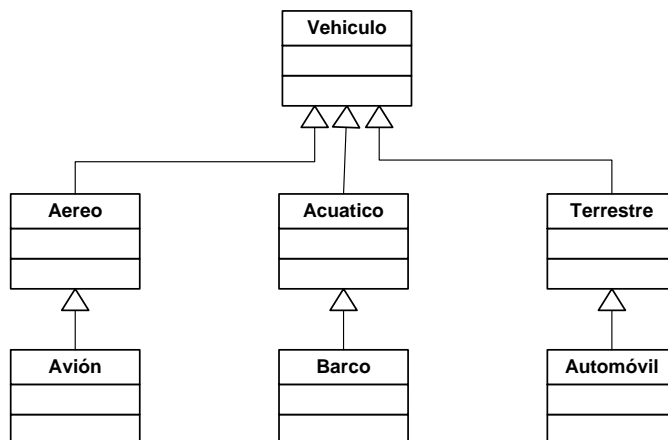 Vehiculo
Aereo
Acuatico
Terrestre
Avión
Barco
Automóvil